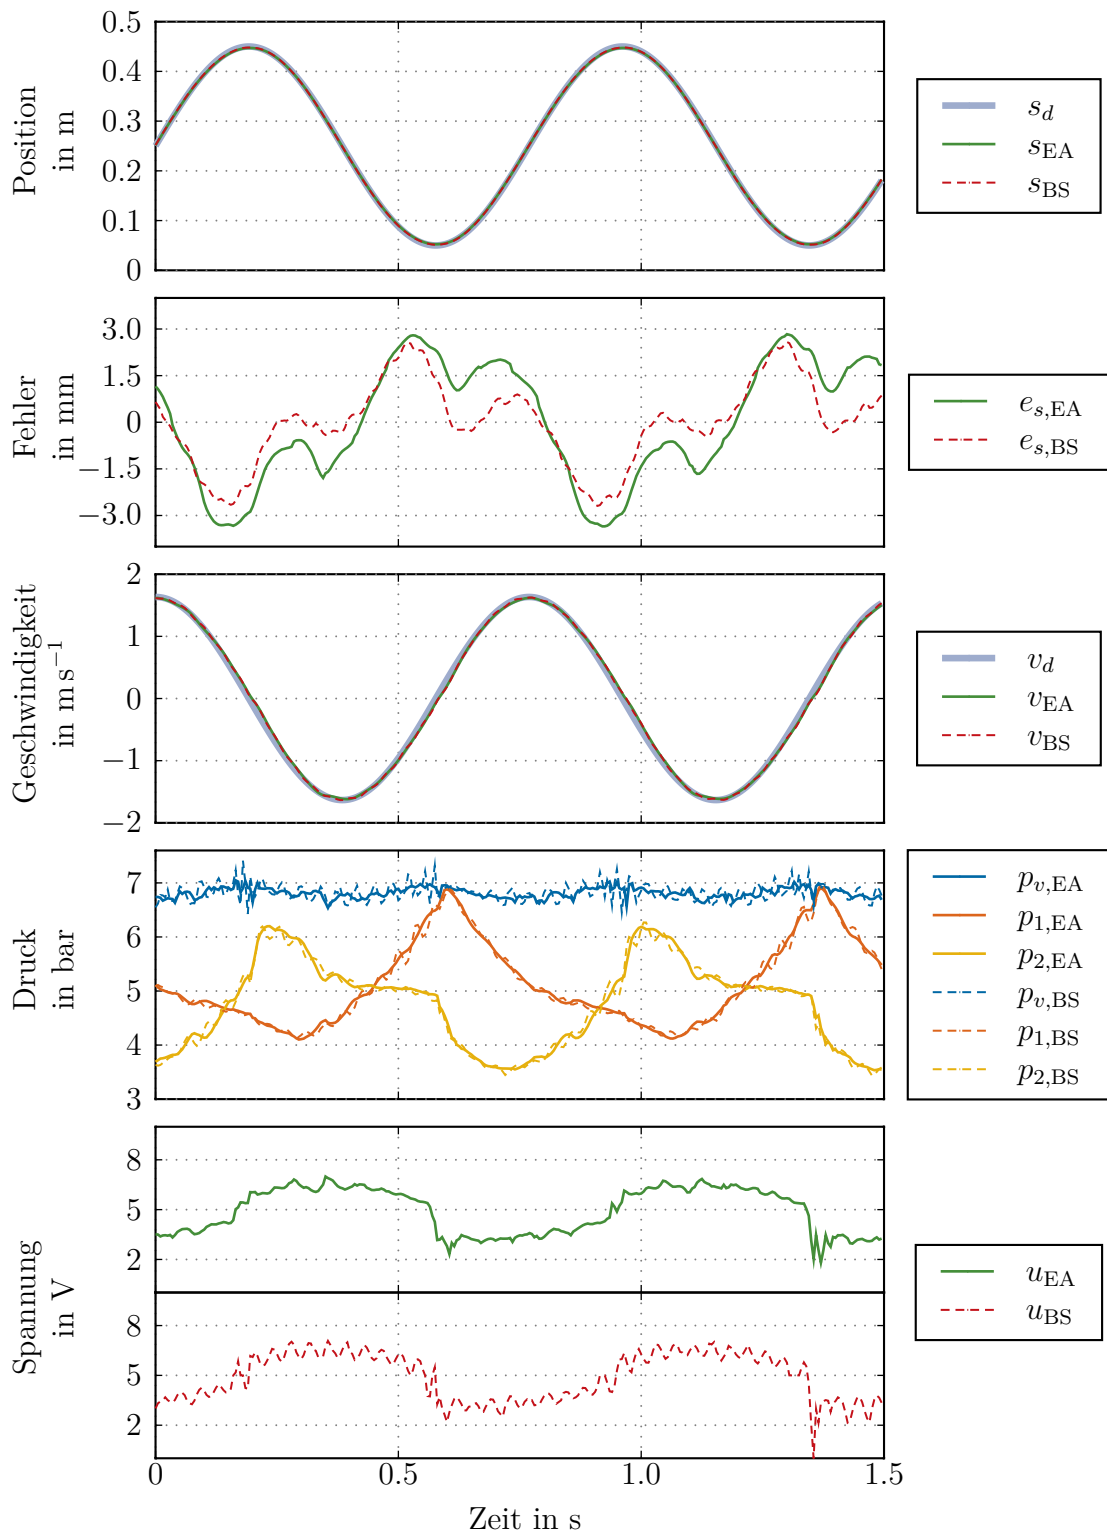 Position
in m
0.5
0.4
0.3
0.2
0.1
0
s_d
s_EA
s_BS
Fehler
in mm
3.0
1.5
0
−1.5
−3.0
e_s,EA
e_s,BS
Geschwindigkeit
in m s⁻¹
2
1
0
−1
−2
v_d
v_EA
v_BS
Druck
in bar
7
6
5
4
3
p_v,EA
p_1,EA
p_2,EA
p_v,BS
p_1,BS
p_2,BS
Spannung
in V
8
5
2
8
5
2
u_EA
u_BS
0 0.5 1.0 1.5
Zeit in s